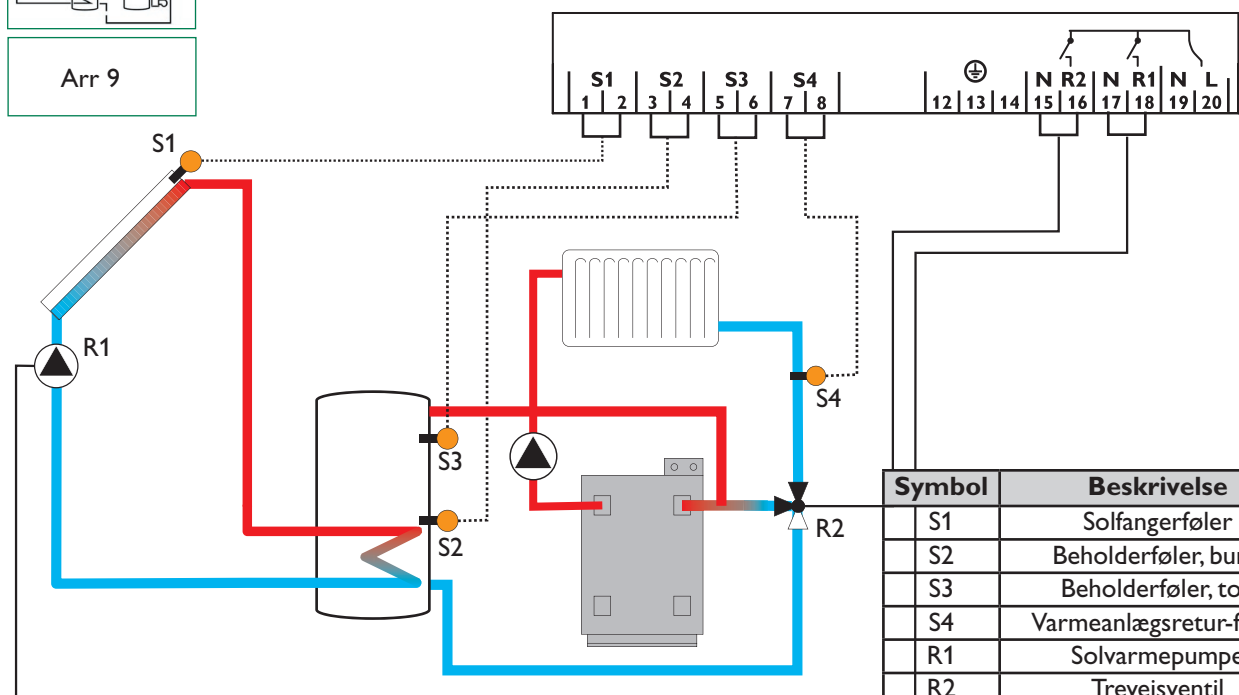 Arr 9
S1 S2 S3 S4 N R2 N R1 N L
1 2 3 4 5 6 7 8 12 13 14 15 16 17 18 19 20
S1
R1
S4
S3
S2
R2
Symbol Beskrivelse
S1 Solfangerføler
S2 Beholderføler,
S3 Beholderføler,
S4 Varmeanlægsretur-
R1 Solvarmepumpe
R2 Trevejsventil